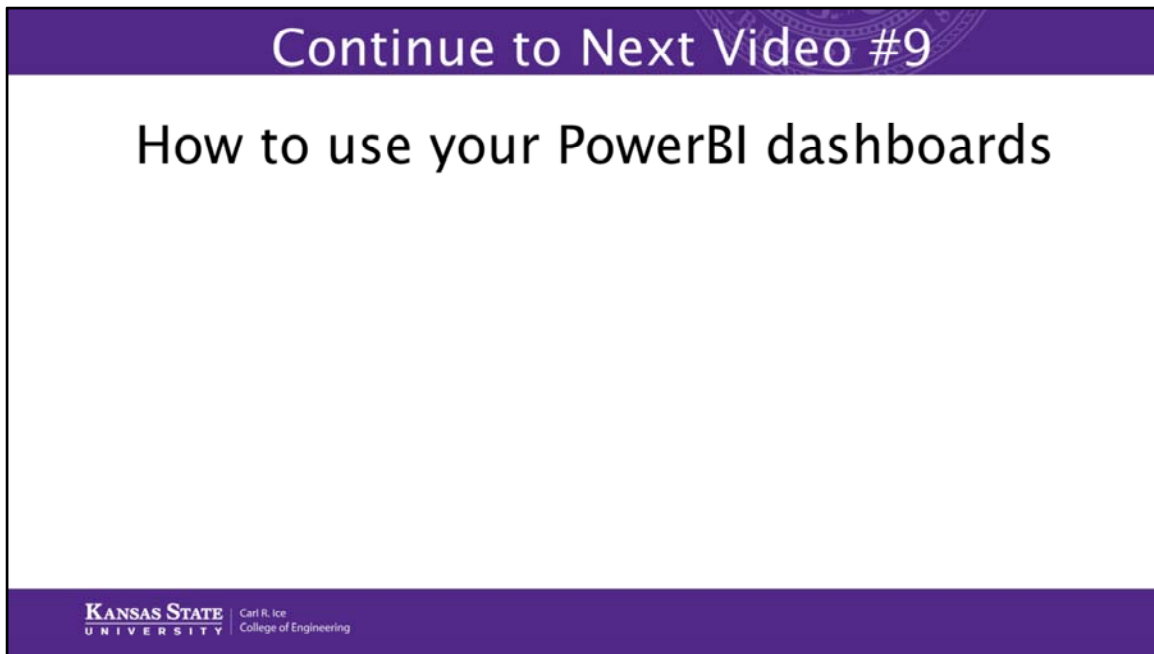 Continue to Next Video #9
How to use your PowerBI dashboards
KANSAS STATE
UNIVERSITY
Carl R. Ice
College of Engineering